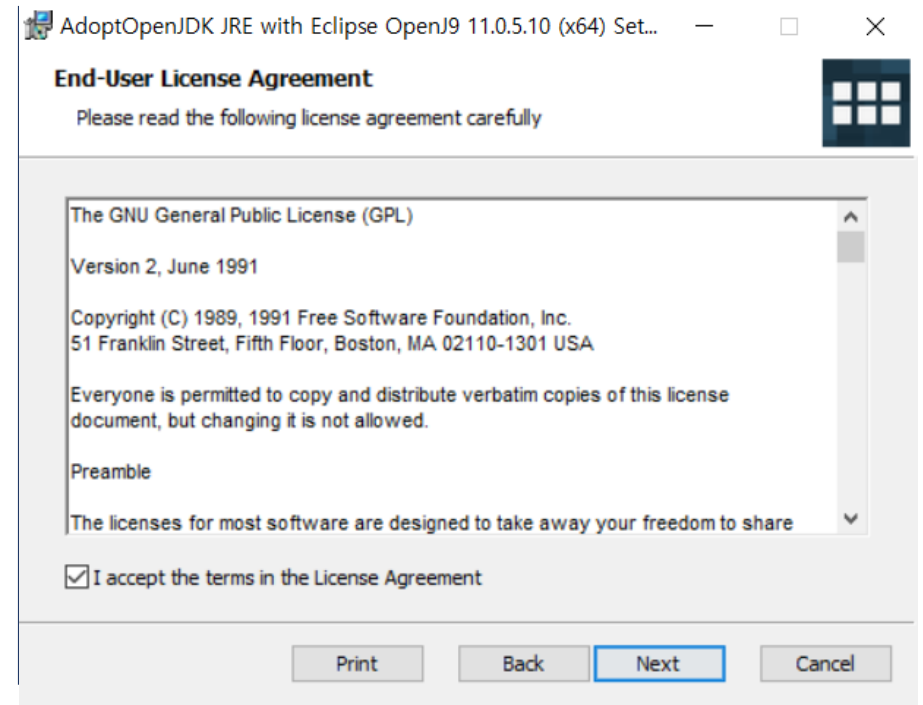 AdoptOpenJDK JRE with Eclipse OpenJ9 11.0.5.10 (x64) Set...
End-User License Agreement
Please read the following license agreement carefully
The GNU General Public License (GPL)
Version 2, June 1991
Copyright (C) 1989, 1991 Free Software Foundation, Inc.
51 Franklin Street, Fifth Floor, Boston, MA 02110-1301 USA
Everyone is permitted to copy and distribute verbatim copies of this license
document, but changing it is not allowed.
Preamble
The licenses for most software are designed to take away your freedom to share
I accept the terms in the License Agreement
Print Back Next Cancel